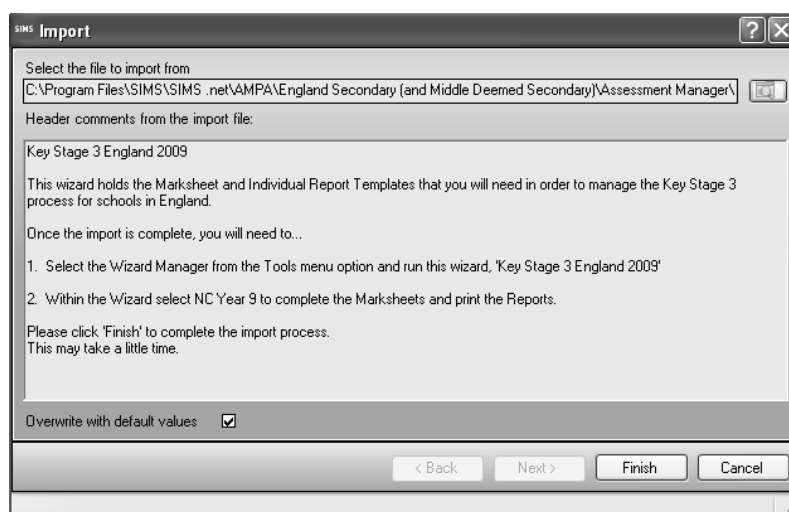 SIMS Import
Select the file to import from
C:\Program Files\SIMS\SIMS .net\AMPA\England Secondary (and Middle Deemed Secondary)\Assessment Manager\
Header comments from the import file:
Key Stage 3 England 2009
This wizard holds the Marksheet and Individual Report Templates that you will need in order to manage the Key Stage 3
process for schools in England.
Once the import is complete, you will need to...
1. Select the Wizard Manager from the Tools menu option and run this wizard, 'Key Stage 3 England 2009'
2. Within the Wizard select NC Year 9 to complete the Marksheets and print the Reports.
Please click 'Finish' to complete the import process.
This may take a little time.
Overwrite with default values
< Back Next > Finish Cancel